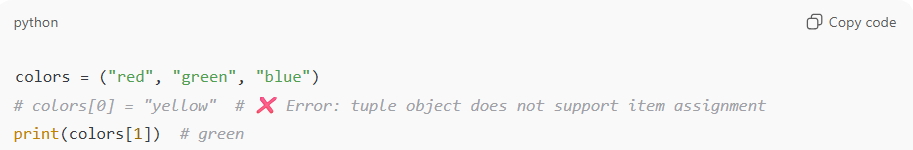 python
Copy code
colors = ("red", "green", "blue")
# colors[0] = "yellow"  # ❌ Error: tuple object does not support item assignment
print(colors[1])  # green